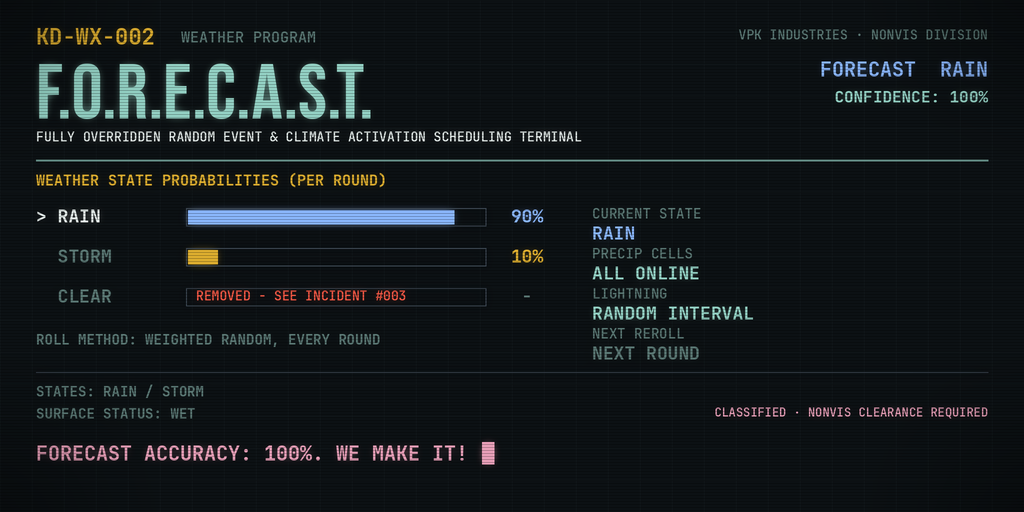 KD-WX-002 WEATHER PROGRAM
VPK INDUSTRIES · NONVIS DIVISION
F.O.R.E.C.A.S.T.
FORECAST RAIN
CONFIDENCE: 100%
FULLY OVERRIDDEN RANDOM EVENT & CLIMATE ACTIVATION SCHEDULING TERMINAL
WEATHER STATE PROBABILITIES (PER ROUND)
> RAIN 90%
STORM 10%
CLEAR REMOVED - SEE INCIDENT #003 -
ROLL METHOD: WEIGHTED RANDOM, EVERY ROUND
CURRENT STATE
RAIN
PRECIP CELLS
ALL ONLINE
LIGHTNING
RANDOM INTERVAL
NEXT REROLL
NEXT ROUND
STATES: RAIN / STORM
SURFACE STATUS: WET
CLASSIFIED · NONVIS CLEARANCE REQUIRED
FORECAST ACCURACY: 100%. WE MAKE IT!